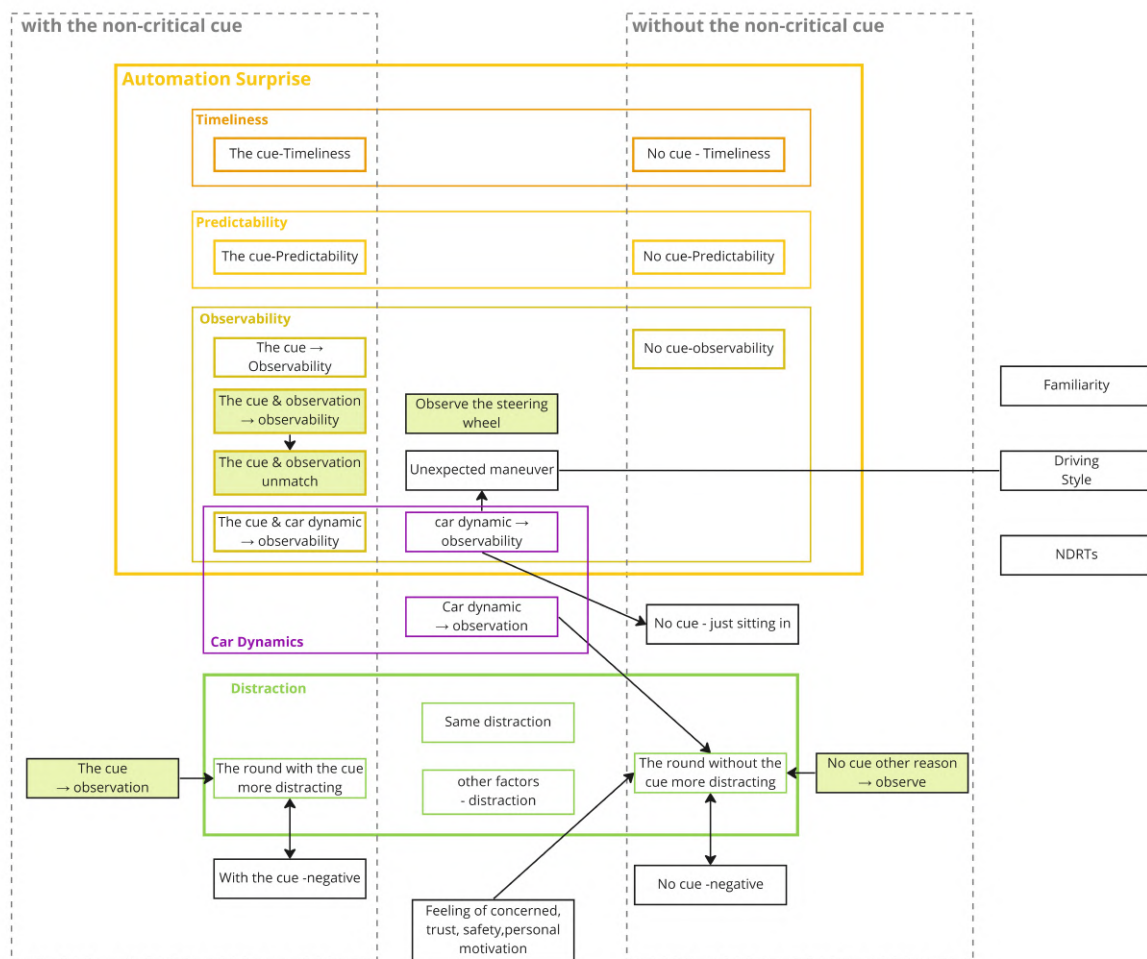 with the non-critical cue
without the non-critical cue
Automation Surprise
Timeliness
The cue-Timeliness
No cue - Timeliness
Predictability
The cue-Predictability
No cue-Predictability
Observability
The cue →
Observability
No cue-observability
The cue & observation
→ observability
Observe the steering
wheel
Familiarity
The cue & observation
unmatch
Unexpected maneuver
Driving
Style
The cue & car dynamic
→ observability
car dynamic →
observability
NDRTs
Car dynamic
→ observation
No cue - just sitting in
Car Dynamics
Distraction
Same distraction
The cue
→ observation
The round with the cue
more distracting
other factors
- distraction
The round without the
cue more distracting
No cue other reason
→ observe
With the cue -negative
No cue -negative
Feeling of concerned,
trust, safety,personal
motivation